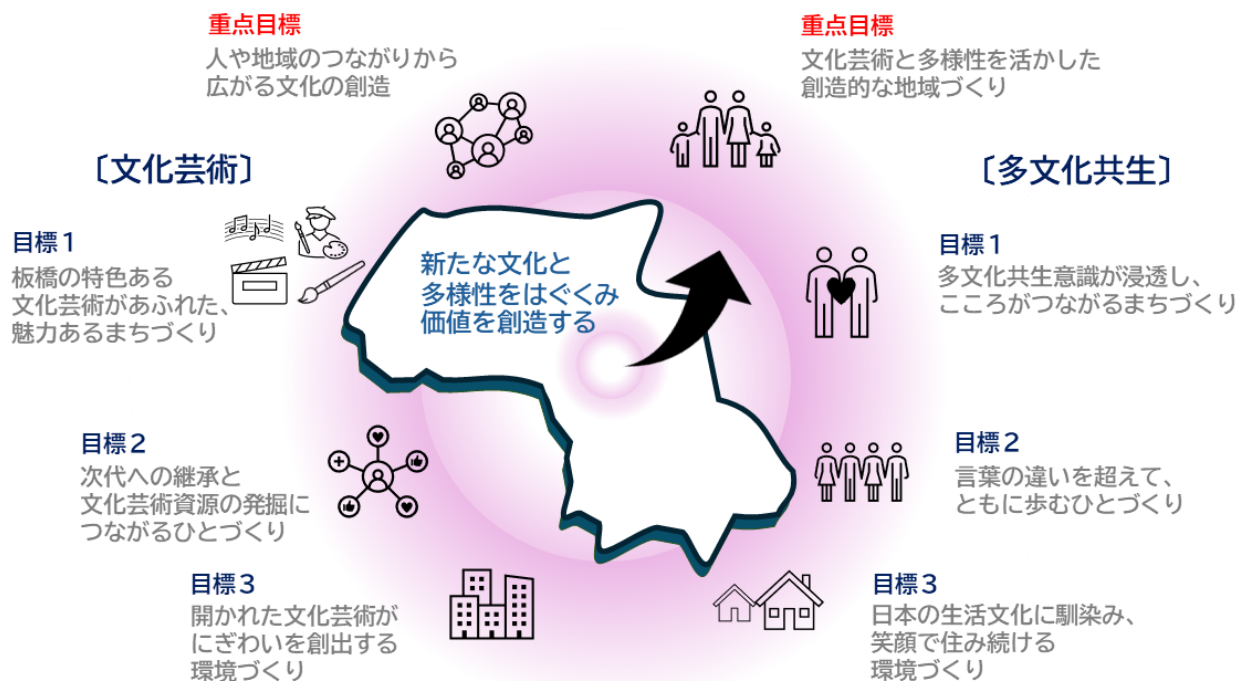 重点目標
人や地域のつながりから
広がる文化の創造
重点目標
文化芸術と多様性を活かした
創造的な地域づくり
〔文化芸術〕
〔多文化共生〕
目標1
板橋の特色ある
文化芸術があふれた、
魅力あるまちづくり
新たな文化と
多様性をはぐくみ
価値を創造する
目標1
多文化共生意識が浸透し、
こころがつながるまちづくり
目標2
次代への継承と
文化芸術資源の発掘に
つながるひとづくり
目標2
言葉の違いを超えて、
ともに歩むひとづくり
目標3
開かれた文化芸術が
にぎわいを創出する
環境づくり
目標3
日本の生活文化に馴染み、
笑顔で住み続ける
環境づくり